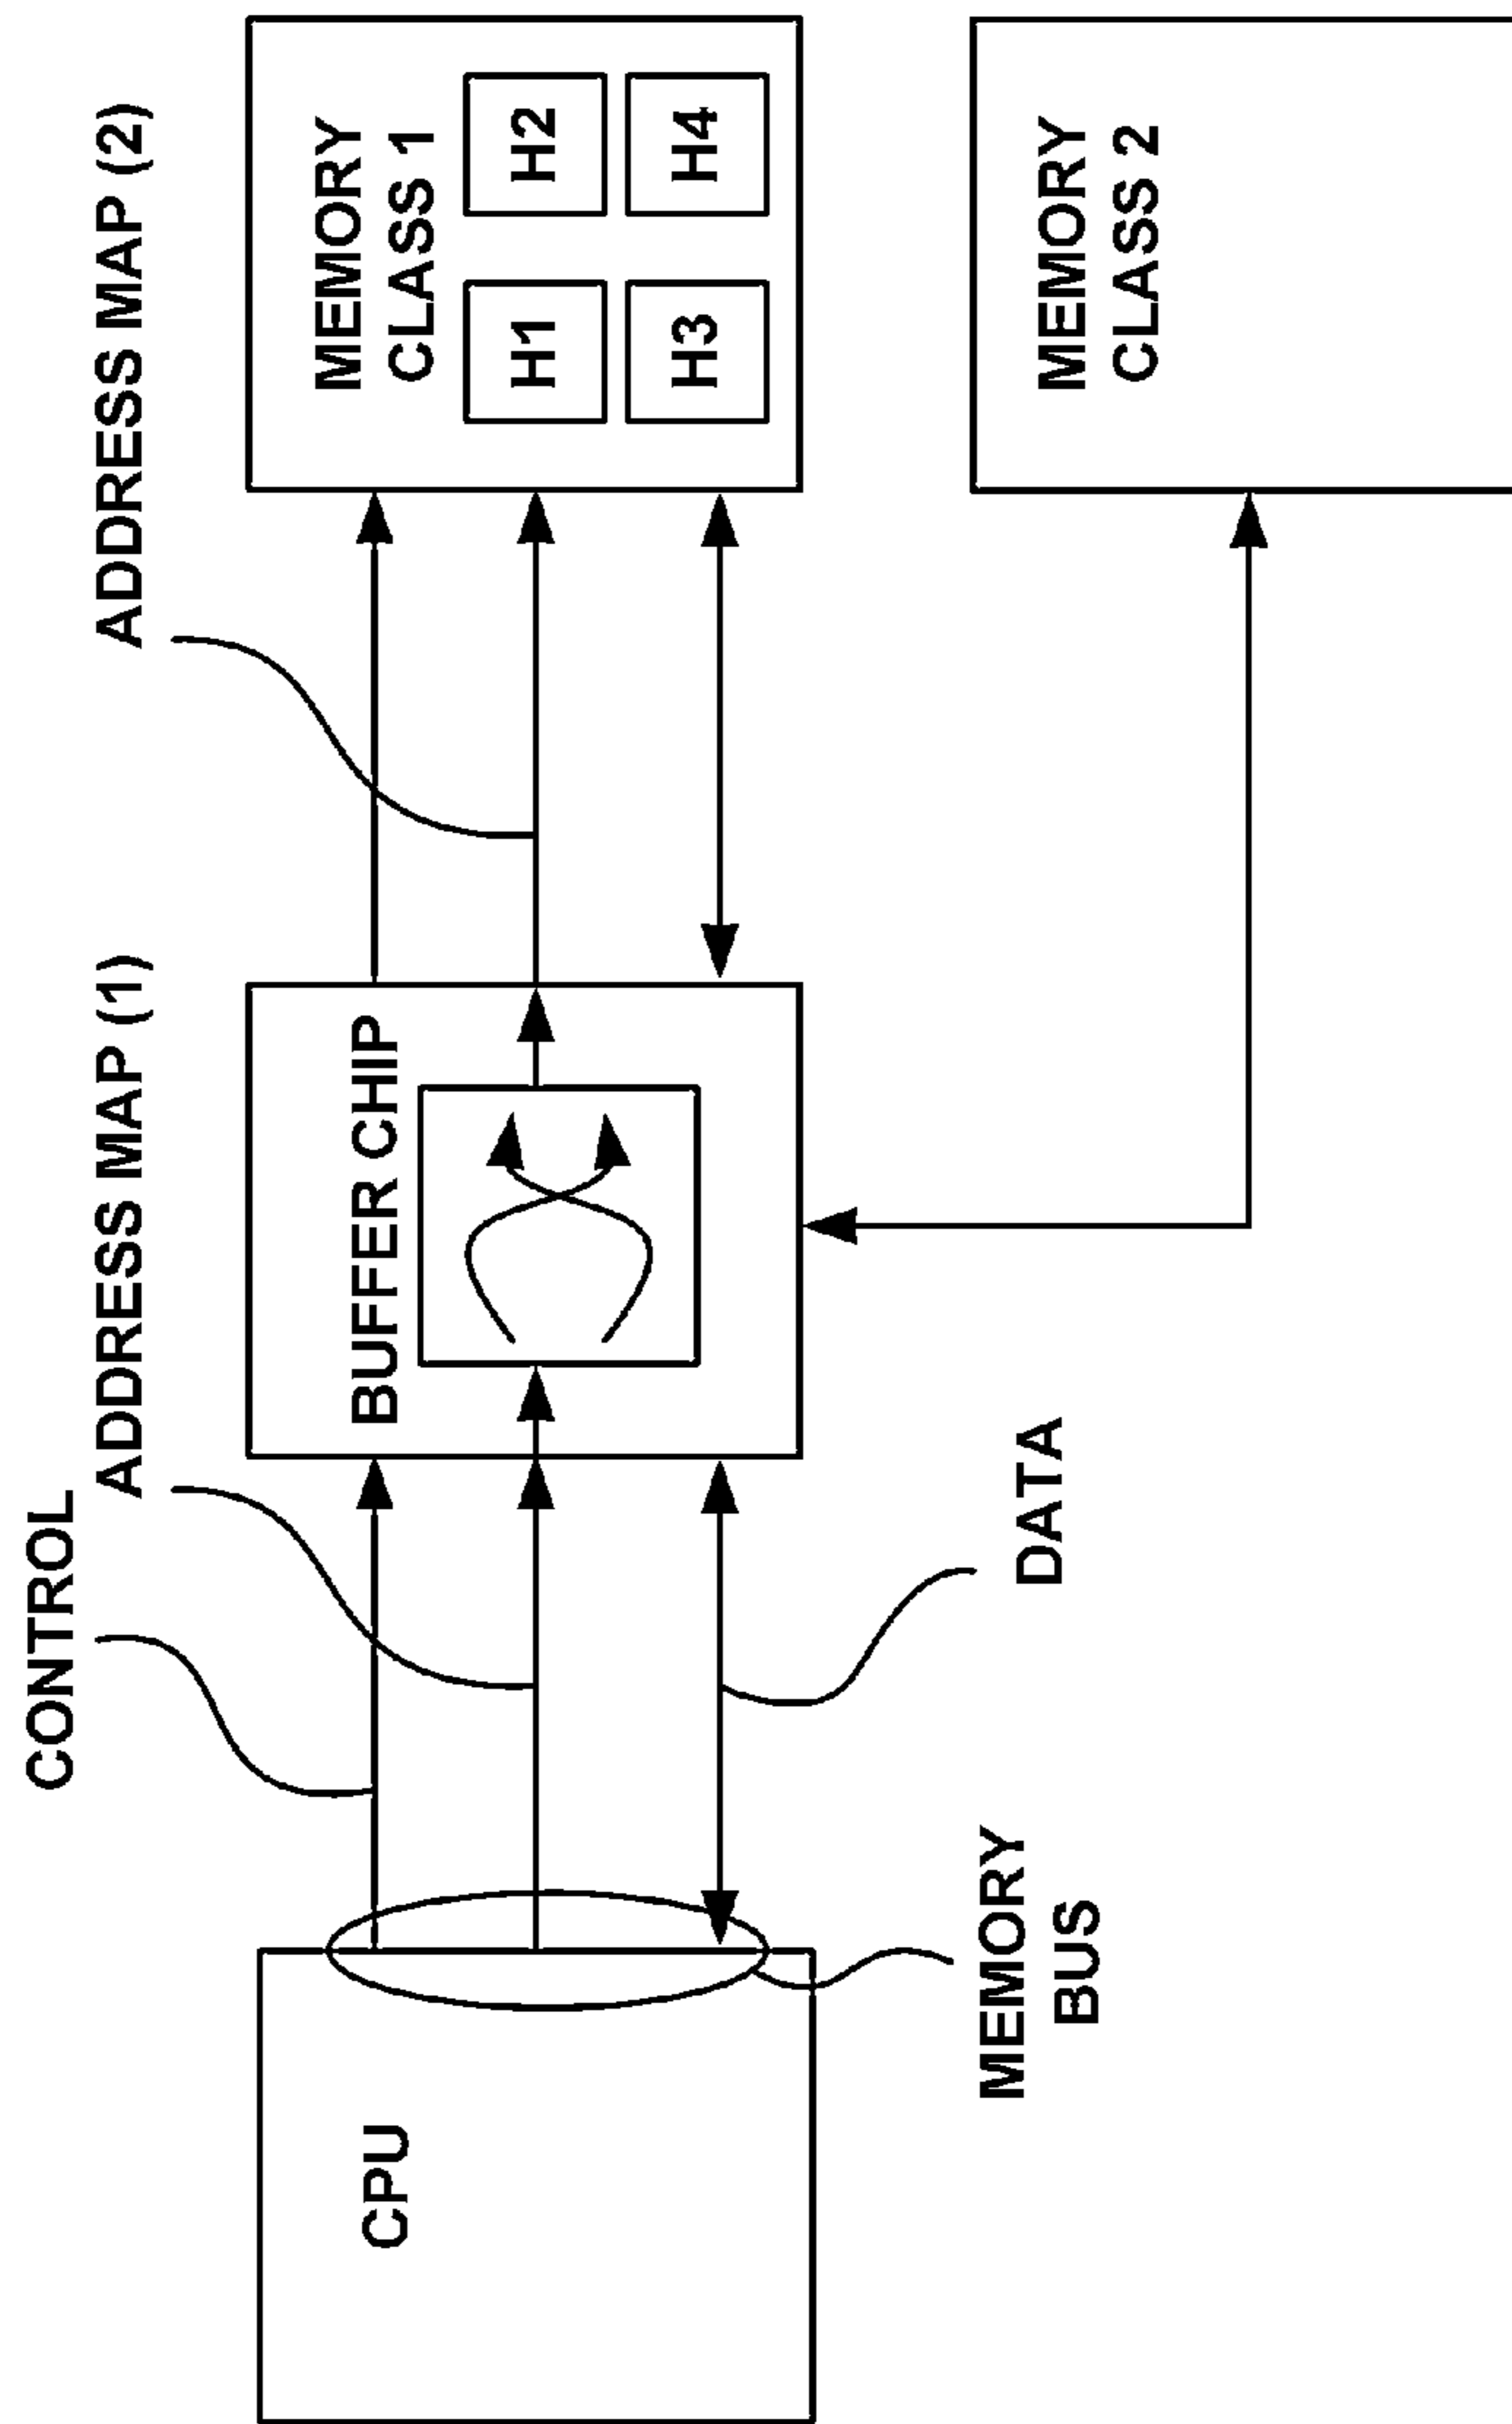 CONTROL
ADDRESS MAP (1)
ADDRESS MAP (2)
CPU
BUFFER CHIP
MEMORY
CLASS 1
H1
H2
H3
H4
MEMORY
BUS
DATA
MEMORY
CLASS 2